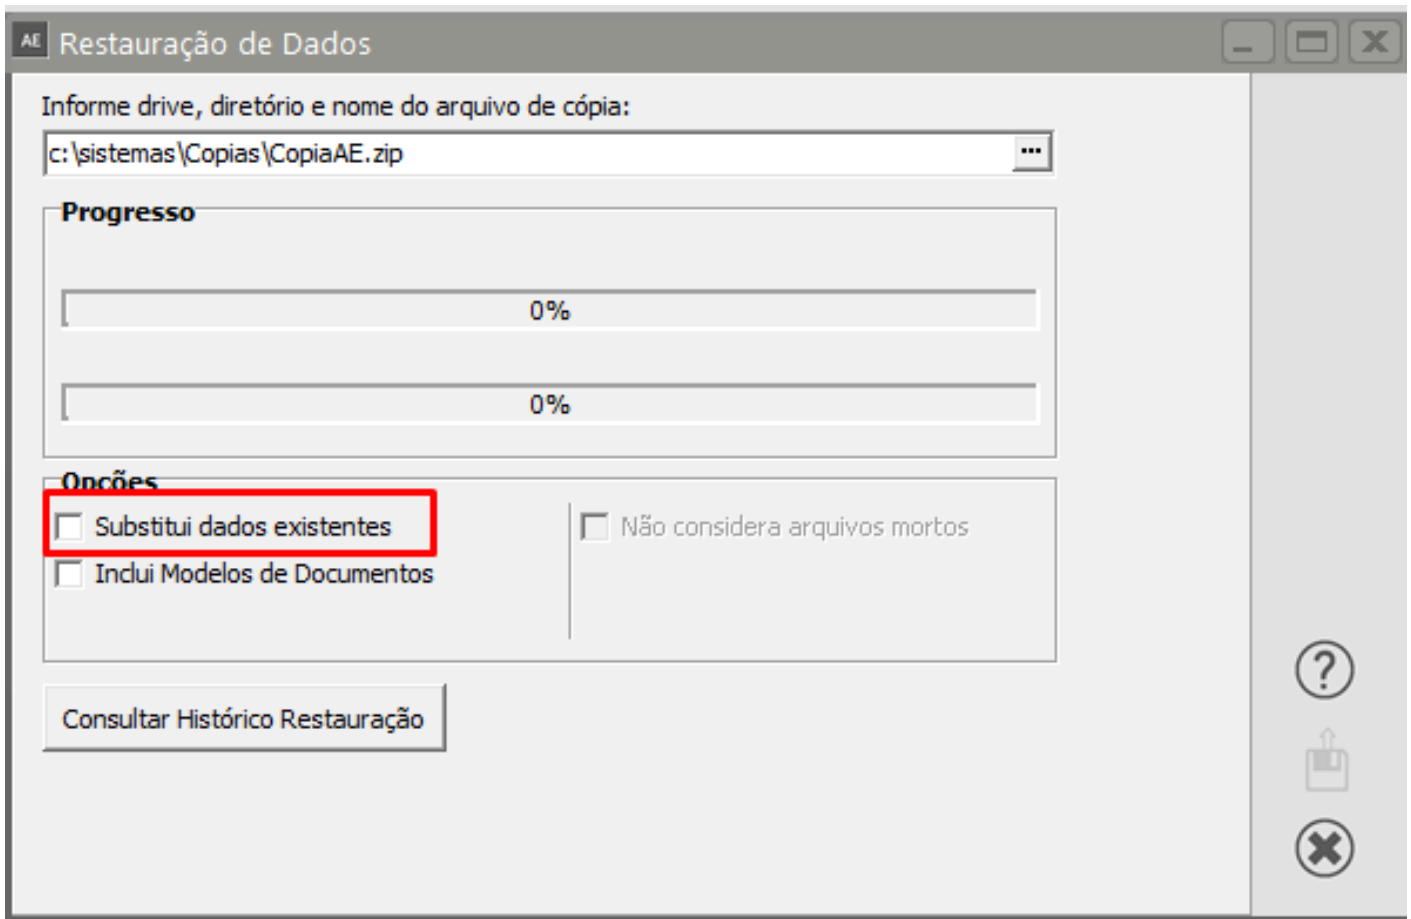 AE Restauração de Dados
Informe drive, diretório e nome do arquivo de cópia:
c:\sistemas\Copias\CopiaAE.zip ...
Progresso
0%
0%
Opções
Substitui dados existentes
Não considera arquivos mortos
Inclui Modelos de Documentos
Consultar Histórico Restauração